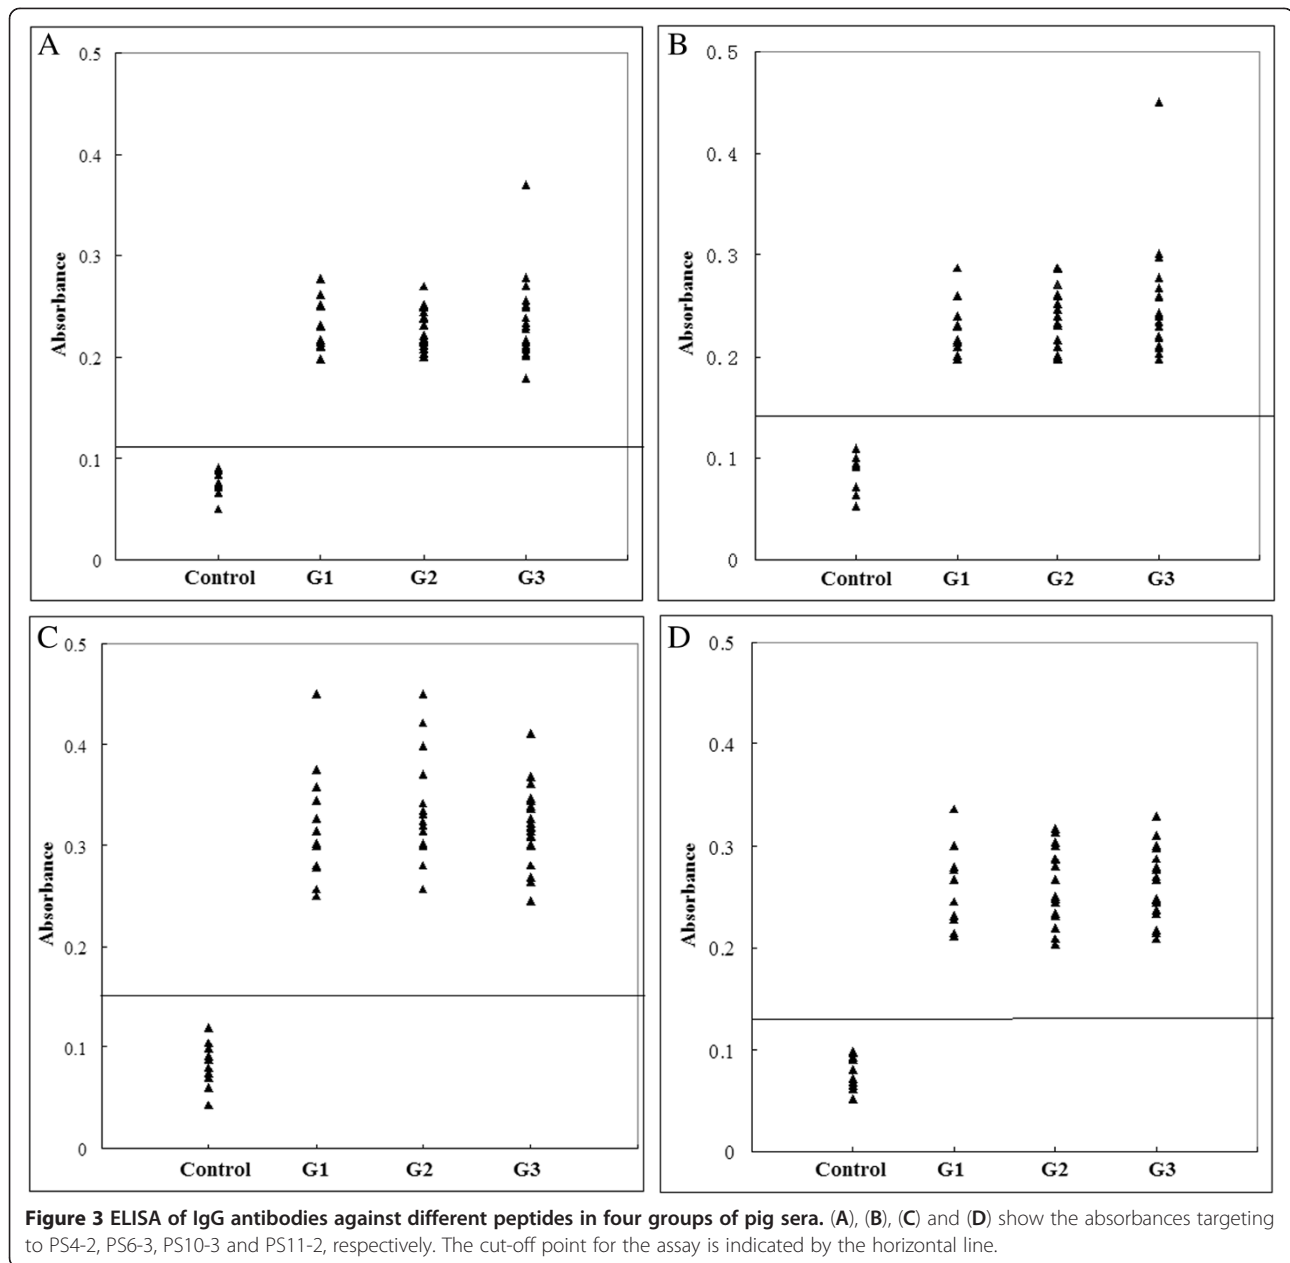 A
0.5
0.4
0.3
0.2
0.1
0
Absorbance
Control G1 G2 G3
B
0.5
0.4
0.3
0.2
0.1
0
Absorbance
Control G1 G2 G3
C
0.5
0.4
0.3
0.2
0.1
0
Absorbance
Control G1 G2 G3
D
0.5
0.4
0.3
0.2
0.1
0
Absorbance
Control G1 G2 G3
Figure 3 ELISA of IgG antibodies against different peptides in four groups of pig sera. (A), (B), (C) and (D) show the absorbances targeting
to PS4-2, PS6-3, PS10-3 and PS11-2, respectively. The cut-off point for the assay is indicated by the horizontal line.